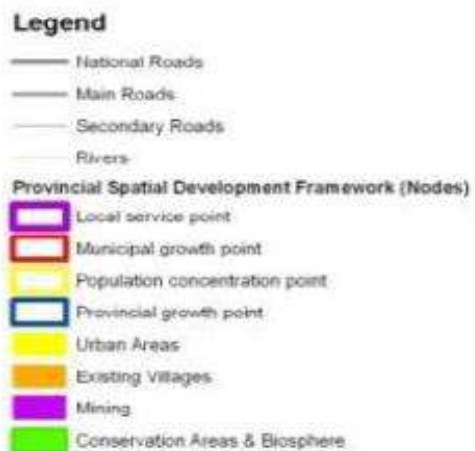 Legend
National Roads
Main Roads
Secondary Roads
Rivers
Provincial Spatial Development Framework (Nodes)
Local service point
Municipal growth point
Population concentration point
Provincial growth point
Urban Areas
Existing Villages
Mining
Conservation Areas & Biosphere